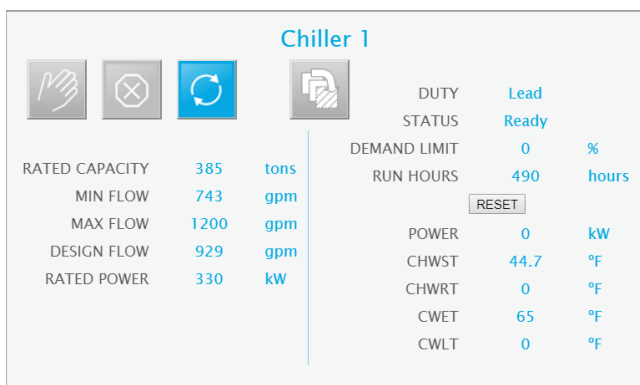 Chiller 1
RATED CAPACITY 385 tons
MIN FLOW 743 gpm
MAX FLOW 1200 gpm
DESIGN FLOW 929 gpm
RATED POWER 330 kW
DUTY Lead
STATUS Ready
DEMAND LIMIT 0 %
RUN HOURS 490 hours
RESET
POWER 0 kW
CHWST 44.7 °F
CHWRT 0 °F
CWET 65 °F
CWLT 0 °F